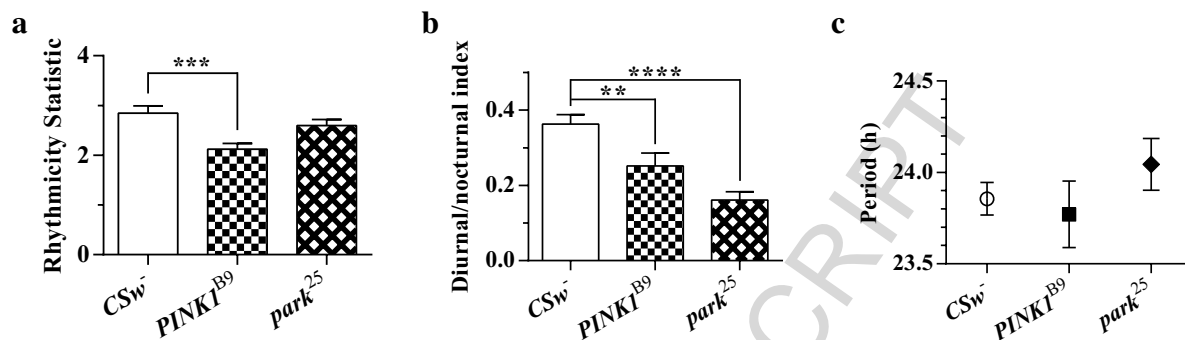 a
Rhythmicity Statistic
4
2
0
***
CSw⁻
PINK1ᴮ⁹
park²⁵
b
Diurnal/nocturnal index
0.4
0.2
0.0
****
**
CSw⁻
PINK1ᴮ⁹
park²⁵
c
Period (h)
24.5
24.0
23.5
CSw⁻
PINK1ᴮ⁹
park²⁵
CRIPT